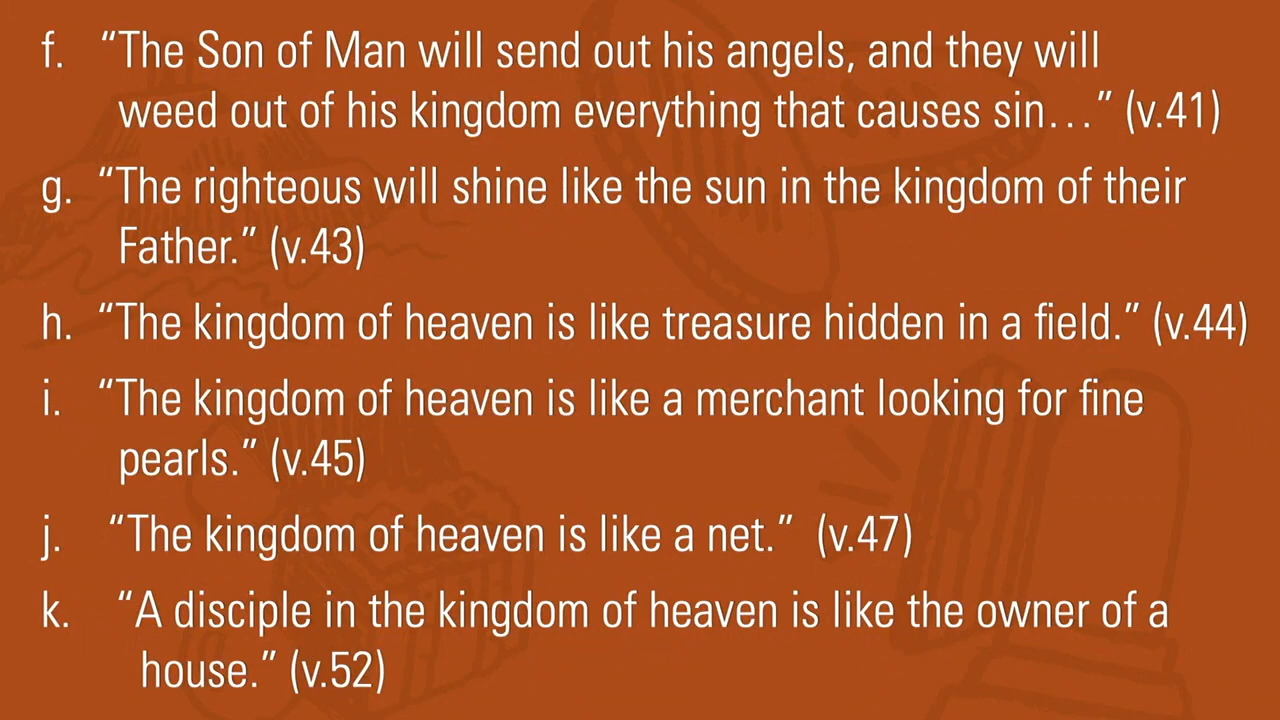 f. “The Son of Man will send out his angels, and they will
weed out of his kingdom everything that causes sin…” (v.41)
g. “The righteous will shine like the sun in the kingdom of their
Father.” (v.43)
h. “The kingdom of heaven is like treasure hidden in a field.” (v.44)
i. “The kingdom of heaven is like a merchant looking for fine
pearls.” (v.45)
j. “The kingdom of heaven is like a net.” (v.47)
k. “A disciple in the kingdom of heaven is like the owner of a
house.” (v.52)